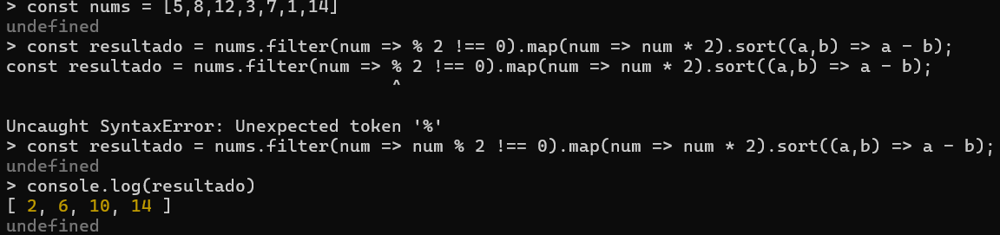 > const nums = [5,8,12,3,7,1,14]
undefined
> const resultado = nums.filter(num => % 2 !== 0).map(num => num * 2).sort((a,b) => a - b);
const resultado = nums.filter(num => % 2 !== 0).map(num => num * 2).sort((a,b) => a - b);
^
Uncaught SyntaxError: Unexpected token '%'
> const resultado = nums.filter(num => num % 2 !== 0).map(num => num * 2).sort((a,b) => a - b);
undefined
> console.log(resultado)
[ 2, 6, 10, 14 ]
undefined